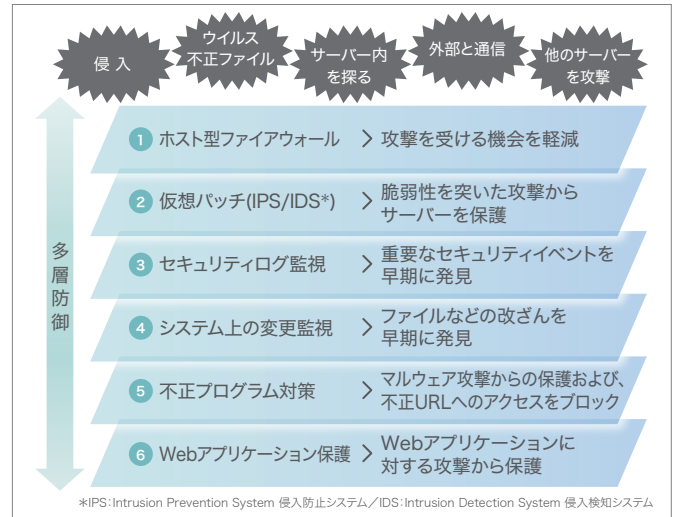 侵 入
ウイルス
不正ファイル
サーバー内
を探る
外部と通信
他のサーバー
を攻撃
多層防御
1 ホスト型ファイアウォール > 攻撃を受ける機会を軽減
2 仮想パッチ(IPS/IDS*) > 脆弱性を突いた攻撃から
サーバーを保護
3 セキュリティログ監視 > 重要なセキュリティイベントを
早期に発見
4 システム上の変更監視 > ファイルなどの改ざんを
早期に発見
5 不正プログラム対策 > マルウェア攻撃からの保護および、
不正URLへのアクセスをブロック
6 Webアプリケーション保護 > Webアプリケーションに
対する攻撃から保護
*IPS:Intrusion Prevention System 侵入防止システム/IDS:Intrusion Detection System 侵入検知システム